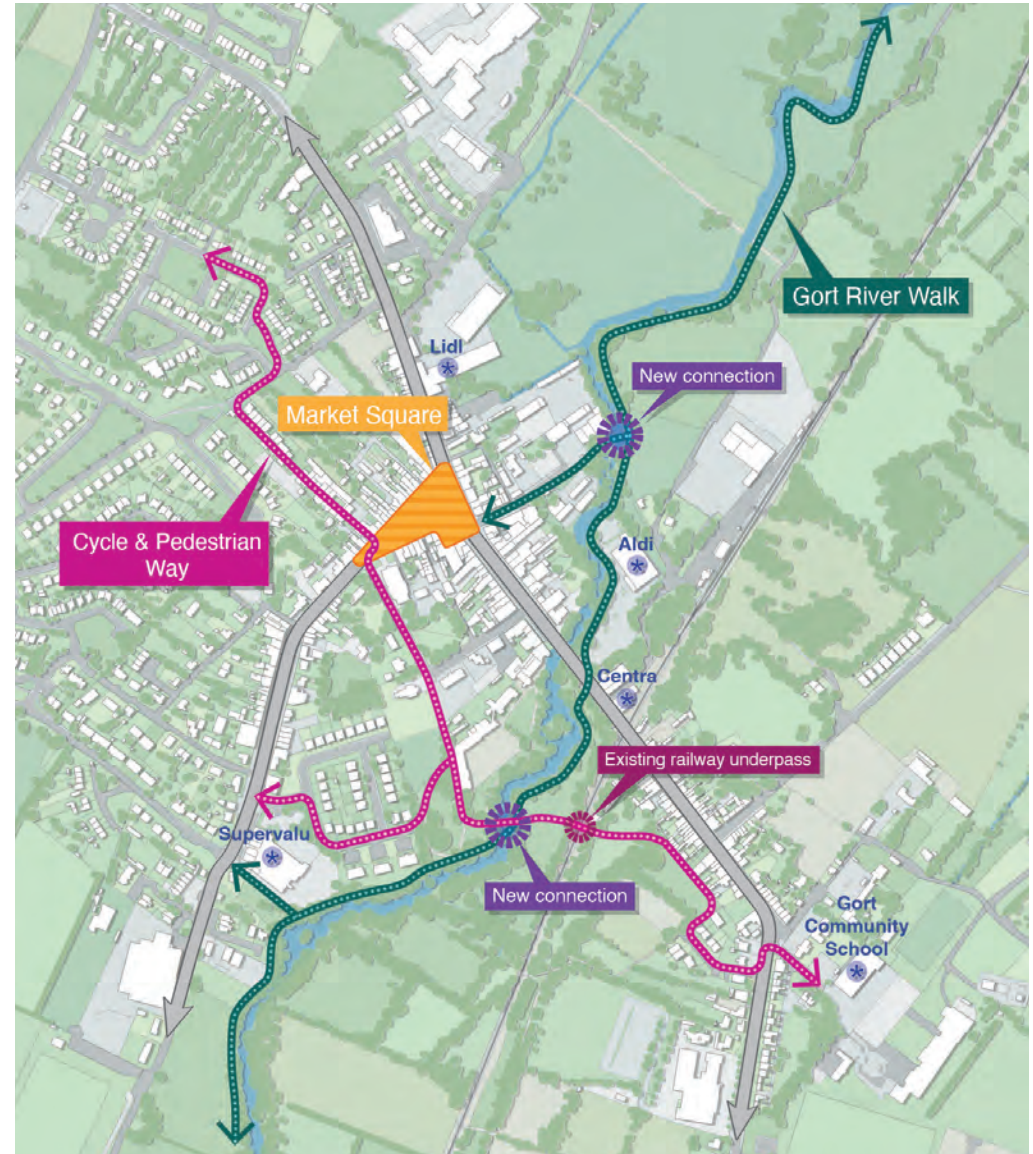 Gort River Walk
Lidl
New connection
Market Square
Cycle & Pedestrian
Way
Aldi
Centra
Existing railway underpass
Supervalu
New connection
Gort
Community
School